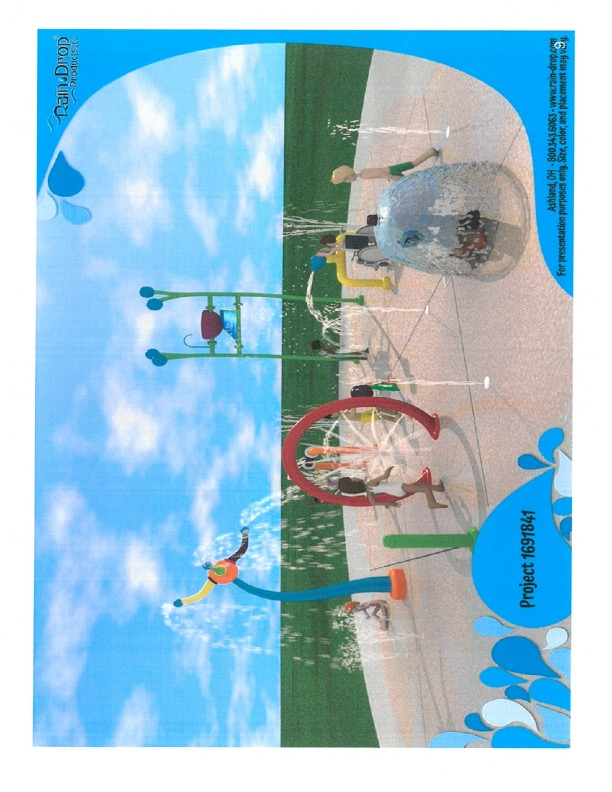 Rain Drop®
Products LLC
Project 1691841
Ashland, OH • 800.343.6063 • www.rain-drop.com
For presentation purposes only. Size, color, and placement may vary.